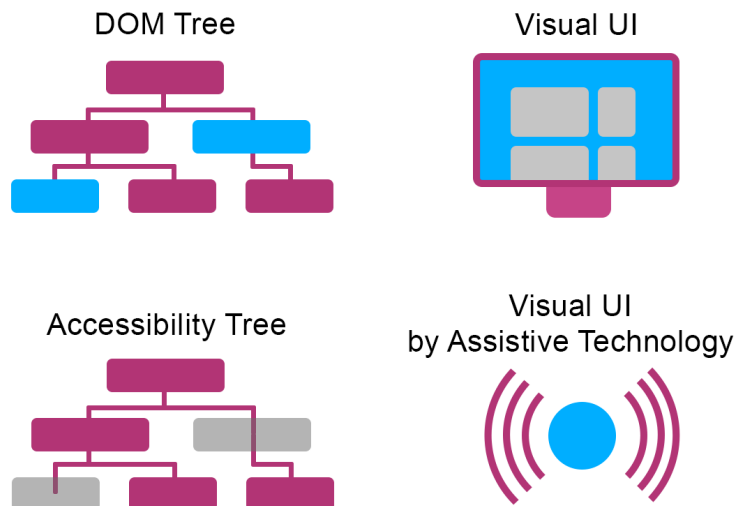 DOM Tree
Visual UI
Accessibility Tree
Visual UI
by Assistive Technology